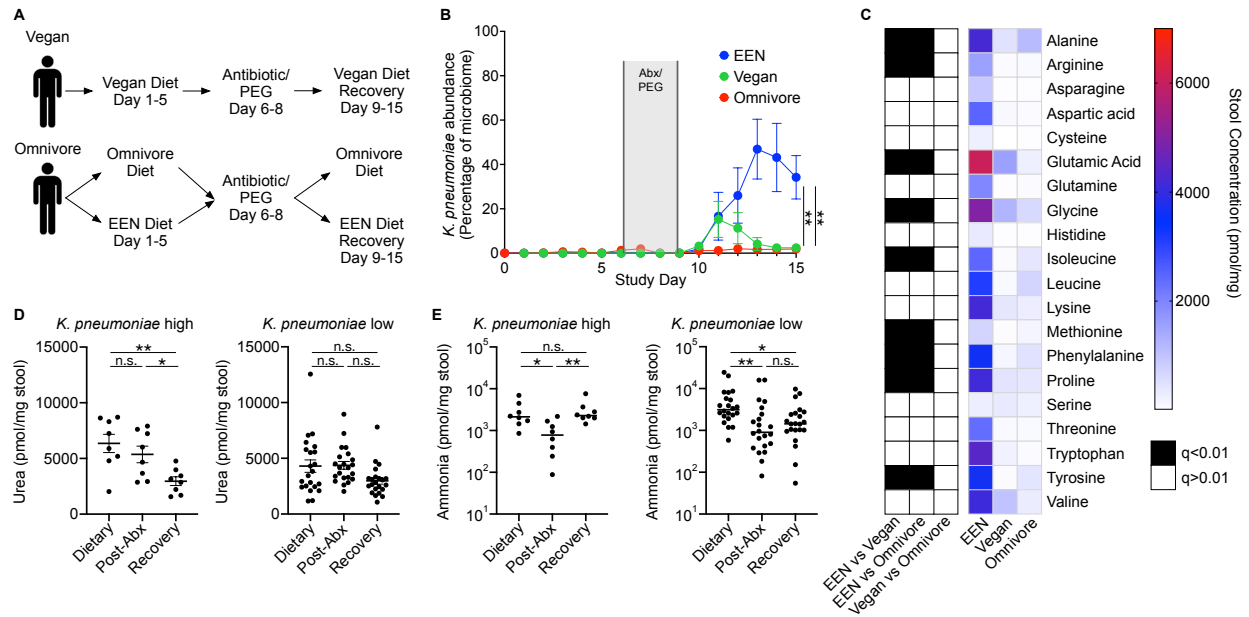 A
Vegan
Vegan Diet
Day 1-5
Antibiotic/
PEG
Day 6-8
Vegan Diet
Recovery
Day 9-15
Omnivore
Omnivore
Diet
EEN Diet
Day 1-5
Antibiotic/
PEG
Day 6-8
Omnivore
Diet
EEN Diet
Recovery
Day 9-15
B
K. pneumoniae abundance
(Percentage of microbiome)
100
80
60
40
20
0
Abx/
PEG
EEN
Vegan
Omnivore
**
**
0
5
10
15
Study Day
C
Alanine
Arginine
Asparagine
Aspartic acid
Cysteine
Glutamic Acid
Glutamine
Glycine
Histidine
Isoleucine
Leucine
Lysine
Methionine
Phenylalanine
Proline
Serine
Threonine
Tryptophan
Tyrosine
Valine
EEN vs Vegan
EEN vs Omnivore
Vegan vs Omnivore
EEN
Vegan
Omnivore
6000
4000
2000
Stool Concentration (pmol/mg)
q<0.01
q>0.01
D
K. pneumoniae high
**
n.s.
*
15000
10000
5000
0
Urea (pmol/mg stool)
Dietary
Post-Abx
Recovery
K. pneumoniae low
n.s.
n.s.
n.s.
15000
10000
5000
0
Urea (pmol/mg stool)
Dietary
Post-Abx
Recovery
E
K. pneumoniae high
n.s.
*
**
10⁵
10⁴
10³
10²
10¹
Ammonia (pmol/mg stool)
Dietary
Post-Abx
Recovery
K. pneumoniae low
*
**
n.s.
10⁵
10⁴
10³
10²
10¹
Ammonia (pmol/mg stool)
Dietary
Post-Abx
Recovery